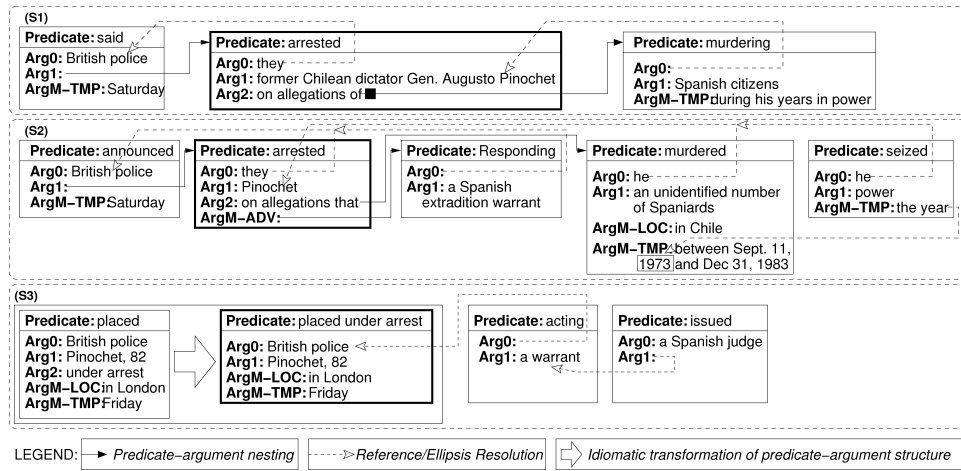 (S1)
Predicate: said
Arg0: British police
Arg1:
ArgM-TMP: Saturday
Predicate: arrested
Arg0: they
Arg1: former Chilean dictator Gen. Augusto Pinochet
Arg2: on allegations of
Predicate: murdering
Arg0:
Arg1: Spanish citizens
ArgM-TMP: during his years in power
(S2)
Predicate: announced
Arg0: British police
Arg1:
ArgM-TMP: Saturday
Predicate: arrested
Arg0: they
Arg1: Pinochet
Arg2: on allegations that
ArgM-ADV:
Predicate: Responding
Arg0:
Arg1: a Spanish
extradition warrant
Predicate: murdered
Arg0: he
Arg1: an unidentified number
of Spaniards
ArgM-LOC: in Chile
ArgM-TMP: between Sept. 11,
1973 and Dec 31, 1983
Predicate: seized
Arg0: he
Arg1: power
ArgM-TMP: the year
(S3)
Predicate: placed
Arg0: British police
Arg1: Pinochet, 82
Arg2: under arrest
ArgM-LOC: in London
ArgM-TMP: Friday
Predicate: placed under arrest
Arg0: British police
Arg1: Pinochet, 82
ArgM-LOC: in London
ArgM-TMP: Friday
Predicate: acting
Arg0:
Arg1: a warrant
Predicate: issued
Arg0: a Spanish judge
Arg1:
LEGEND: Predicate-argument nesting Reference/Ellipsis Resolution Idiomatic transformation of predicate-argument structure